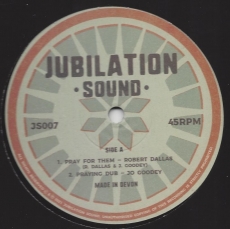 JUBILATION
• SOUND •
JS007
45RPM
SIDE A
1. PRAY FOR THEM – ROBERT DALLAS
(R. DALLAS & J. GOODEY)
2. PRAYING DUB – JO GOODEY
MADE IN DEVON